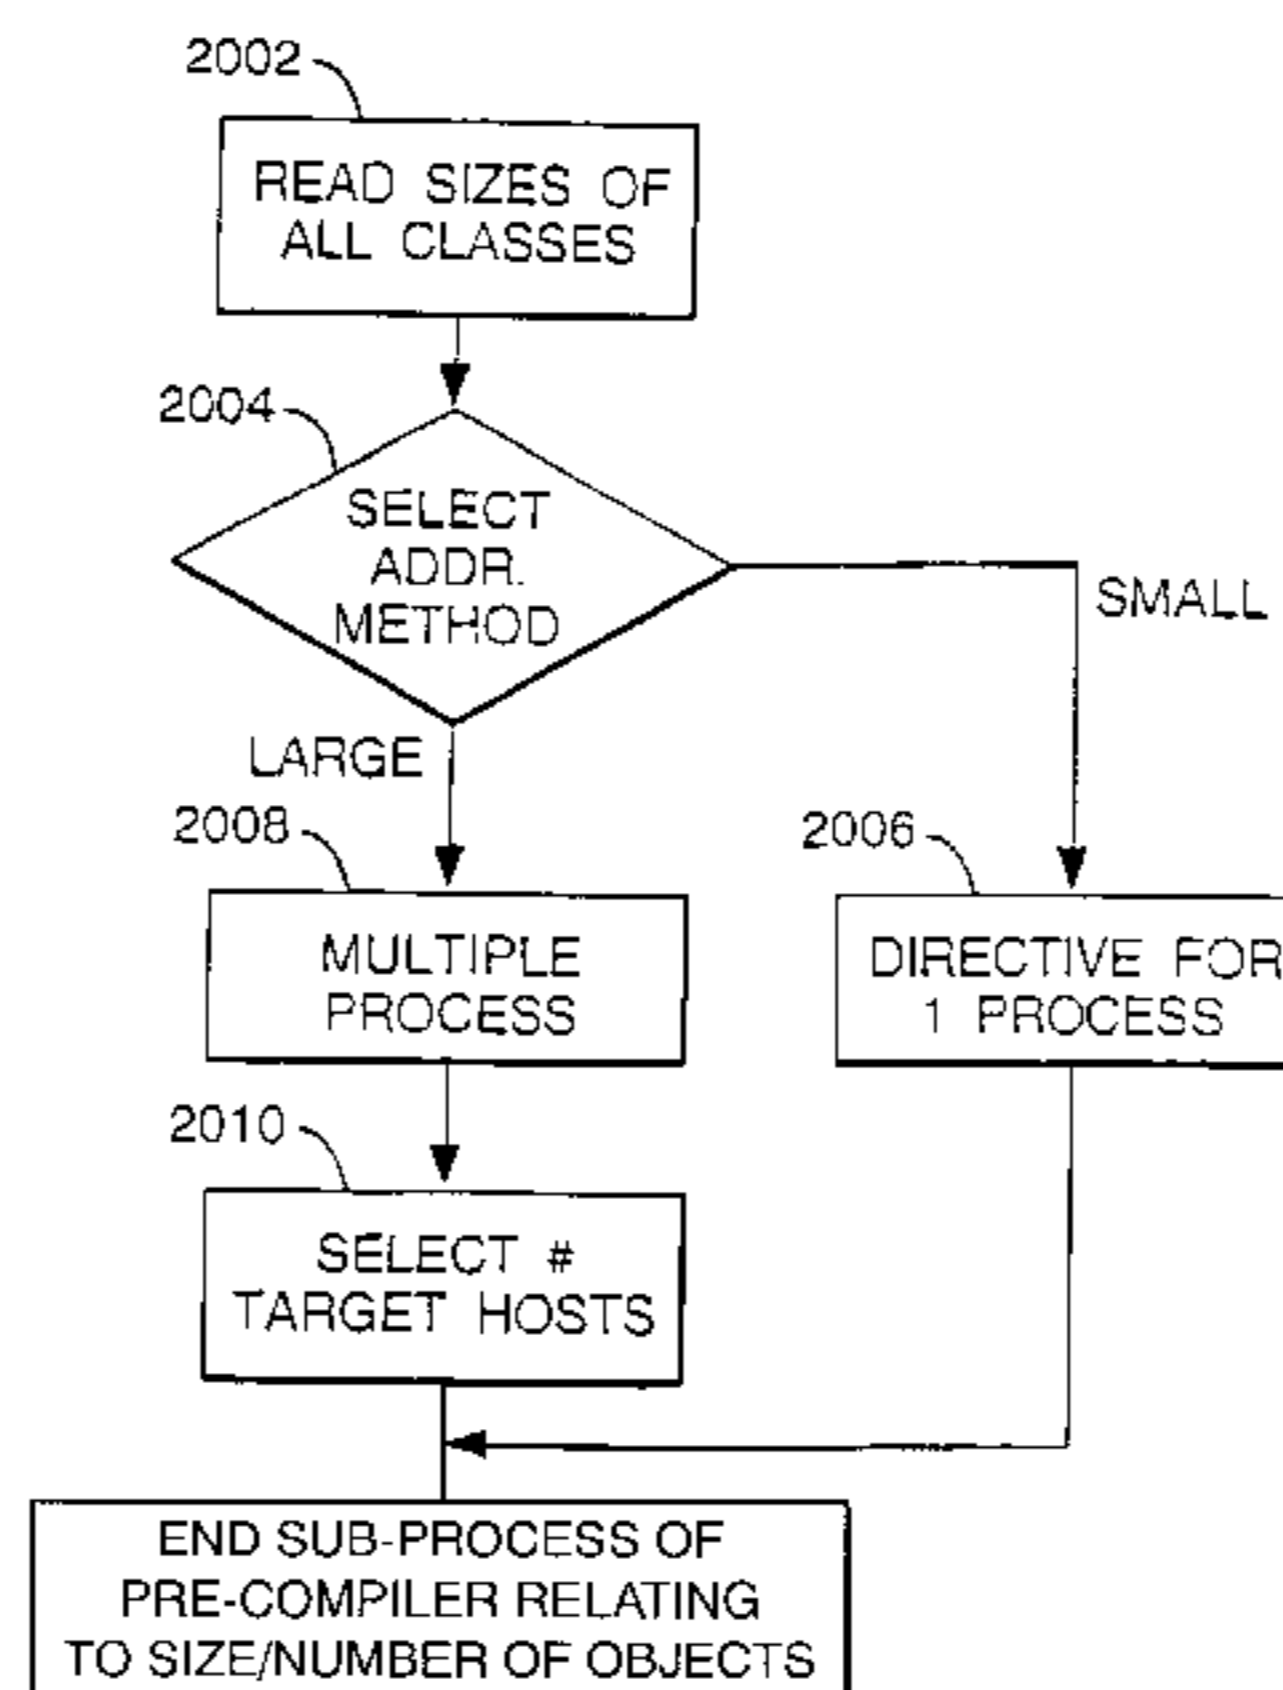 2002
READ SIZES OF
ALL CLASSES
2004
SELECT
ADDR.
METHOD
SMALL
LARGE
2008
2006
MULTIPLE
PROCESS
DIRECTIVE FOR
1 PROCESS
2010
SELECT #
TARGET HOSTS
END SUB-PROCESS OF
PRE-COMPILER RELATING
TO SIZE/NUMBER OF OBJECTS